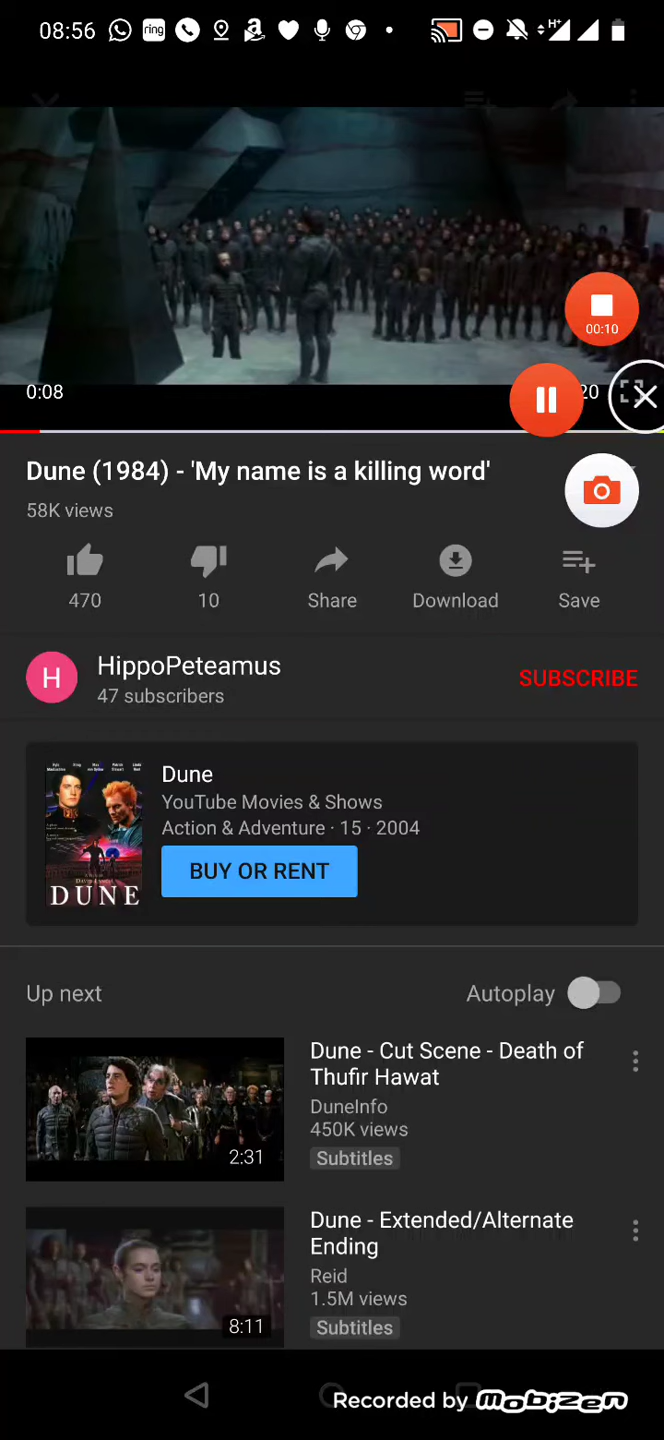 08:56
ring
H+
00:10
0:08
20
Dune (1984) - 'My name is a killing word'
58K views
470
10
Share
Download
Save
H
HippoPeteamus
47 subscribers
SUBSCRIBE
DUNE
Dune
YouTube Movies & Shows
Action & Adventure · 15 · 2004
BUY OR RENT
Up next
Autoplay
2:31
Dune - Cut Scene - Death of
Thufir Hawat
DuneInfo
450K views
Subtitles
8:11
Dune - Extended/Alternate
Ending
Reid
1.5M views
Subtitles
Recorded by mobizen